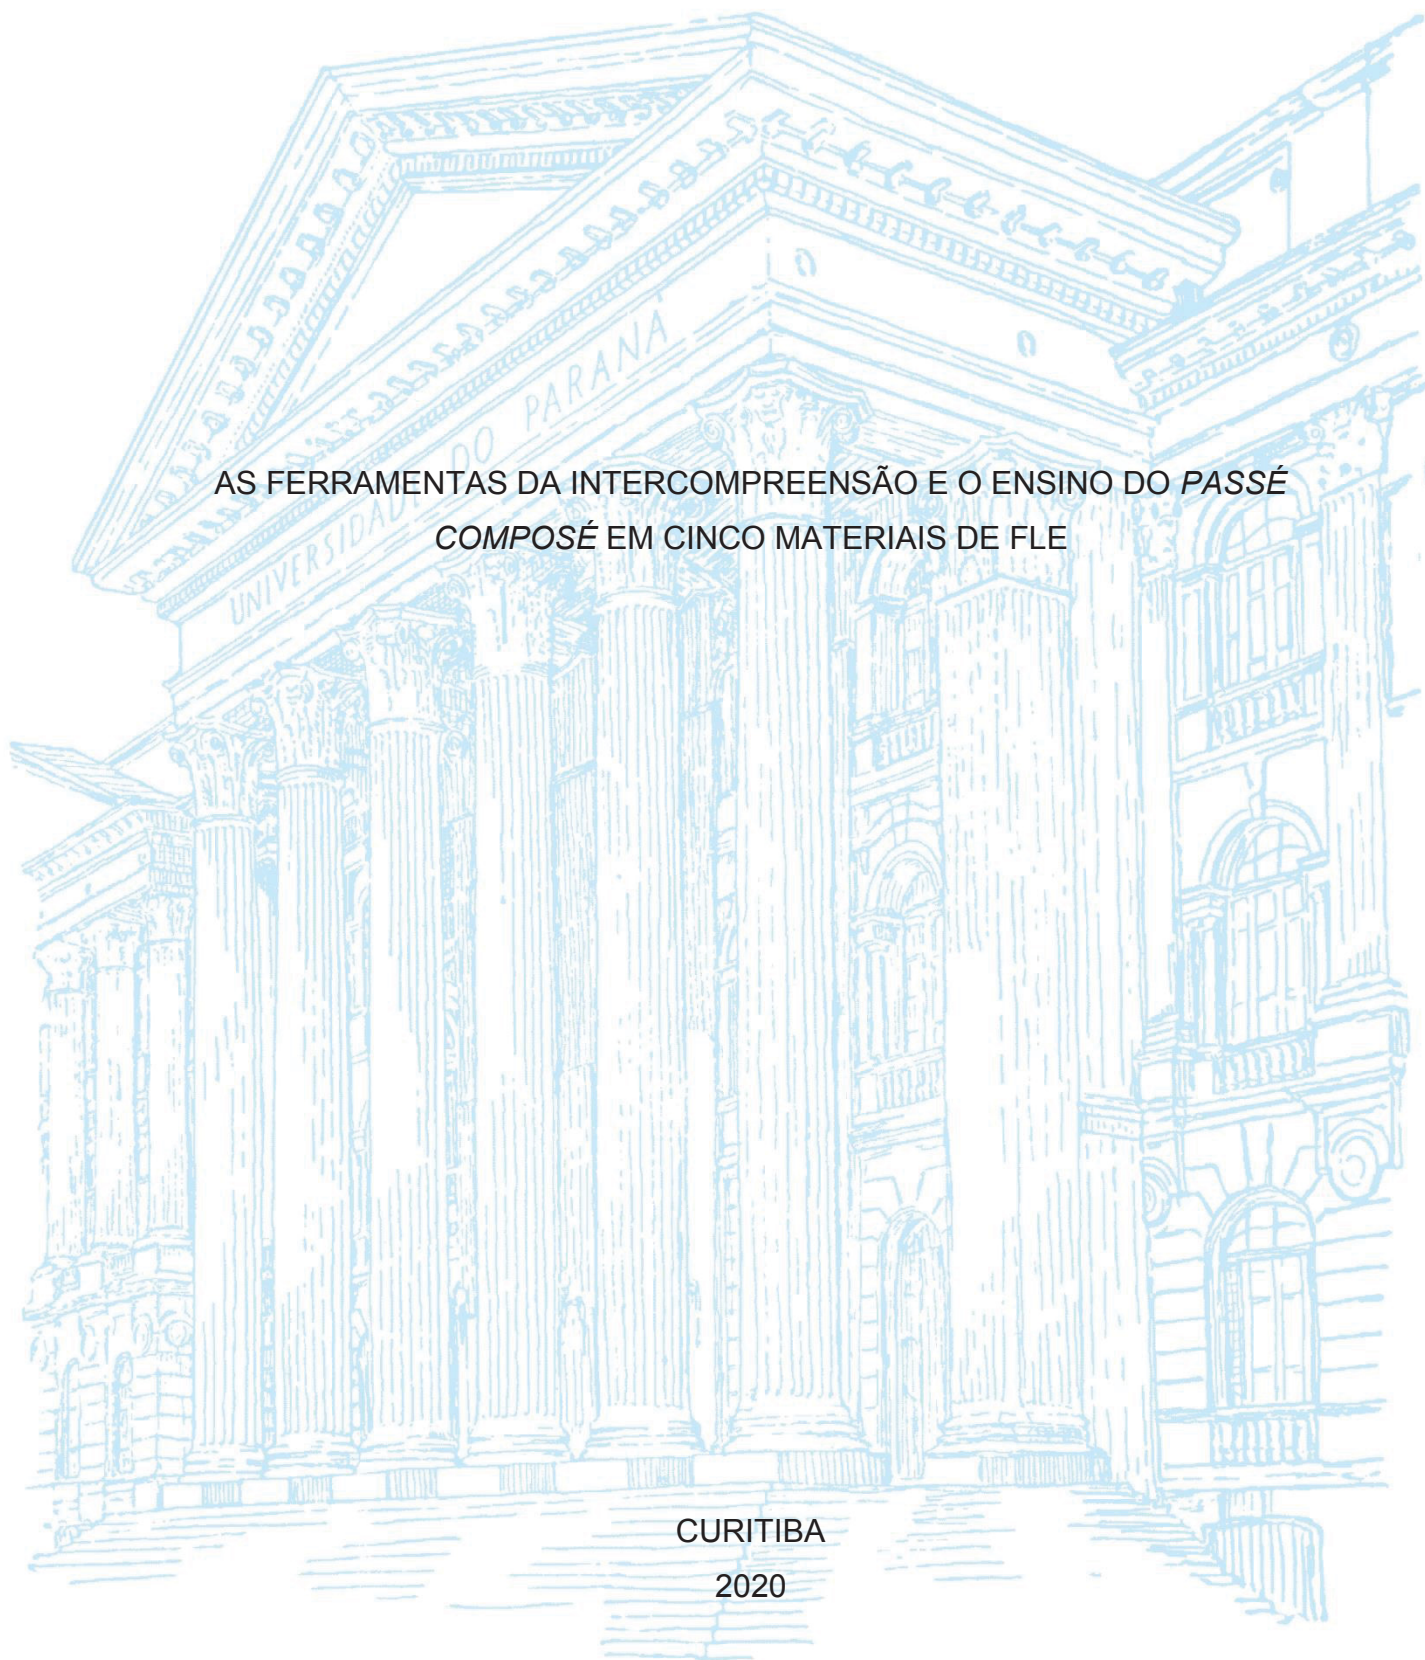 UNIVERSIDADE DO PARANÁ
AS FERRAMENTAS DA INTERCOMPREENSÃO E O ENSINO DO PASSÉ
COMPOSÉ EM CINCO MATERIAIS DE FLE
CURITIBA
2020